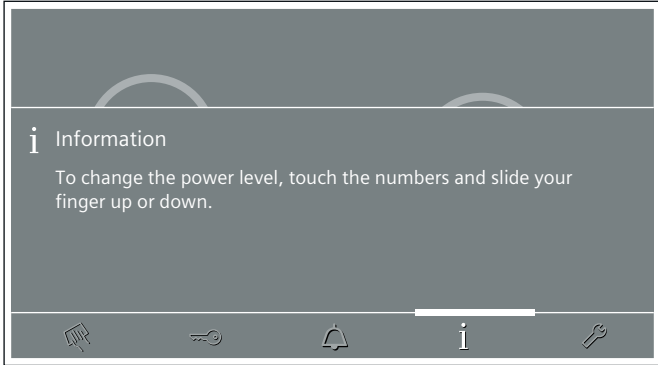 i Information
To change the power level, touch the numbers and slide your
finger up or down.
i